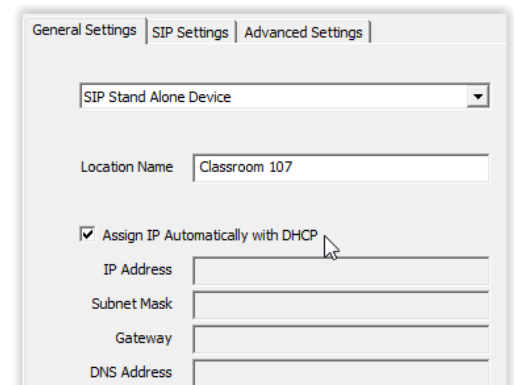 General Settings SIP Settings Advanced Settings
SIP Stand Alone Device
Location Name Classroom 107
Assign IP Automatically with DHCP
IP Address
Subnet Mask
Gateway
DNS Address